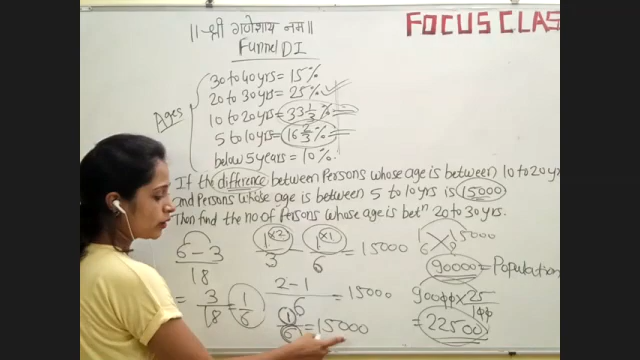 FOCUS CLAS
||श्री गणेशाय नम||
Funnel DI
Ages
30 to 40 yrs = 15%
20 to 30 yrs = 25%
10 to 20 yrs = 33 1/3 %
5 to 10 yrs = 16 2/3 %
below 5 years = 10%
If the difference between Persons whose age is between 10 to 20 yr
and Persons whose age is between 5 to 10 yrs is 15000
Then find the no of Persons whose age is betⁿ 20 to 30 yrs.
6 - 3 / 18
= 3/18 = 1/6
1×2/3 1×1/6 = 15000
2 - 1 / 6 = 15000
1/6 = 15000
1/6 × 15000
90000 = Population
90000 × 25/100
= 22500